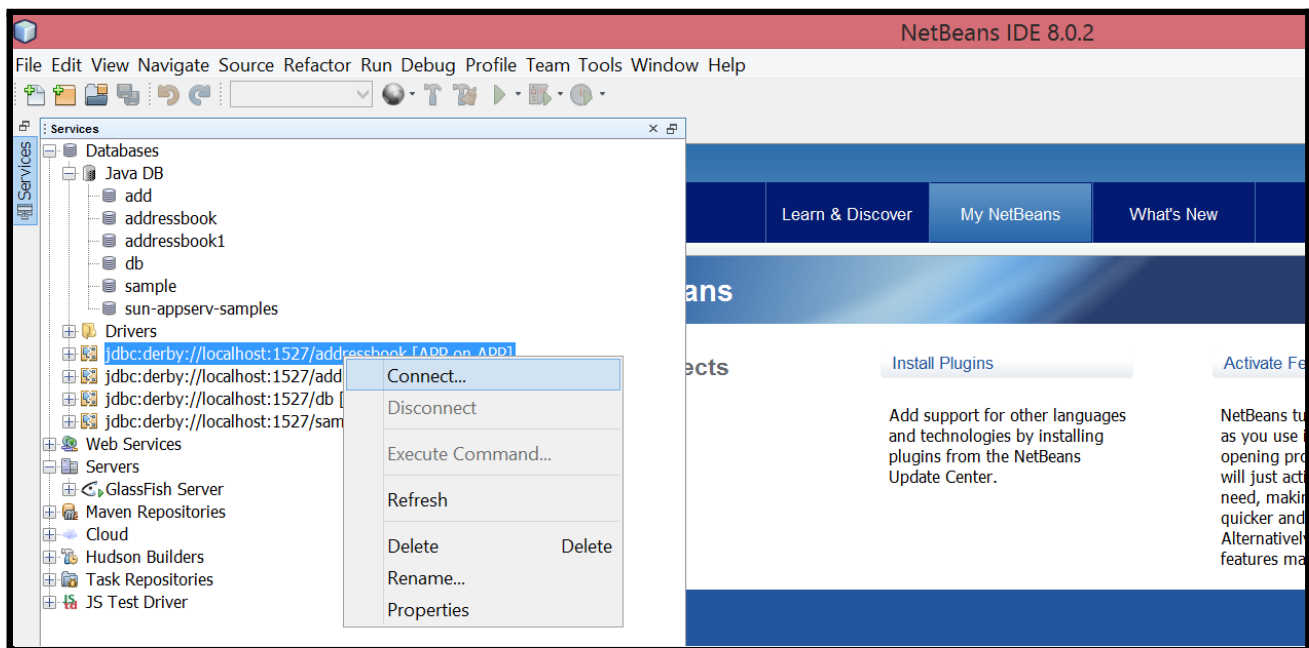 NetBeans IDE 8.0.2
File Edit View Navigate Source Refactor Run Debug Profile Team Tools Window Help
Services
Services
Databases
Java DB
add
addressbook
addressbook1
db
sample
sun-appserv-samples
Drivers
jdbc:derby://localhost:1527/addressbook [APP on APP]
jdbc:derby://localhost:1527/add
jdbc:derby://localhost:1527/db [
jdbc:derby://localhost:1527/sam
Web Services
Servers
GlassFish Server
Maven Repositories
Cloud
Hudson Builders
Task Repositories
JS Test Driver
Connect...
Disconnect
Execute Command...
Refresh
Delete Delete
Rename...
Properties
Learn & Discover My NetBeans What's New
ans
ects
Install Plugins
Add support for other languages
and technologies by installing
plugins from the NetBeans
Update Center.
Activate Fe
NetBeans tu
as you use i
opening pro
will just acti
need, makin
quicker and
Alternatively
features ma